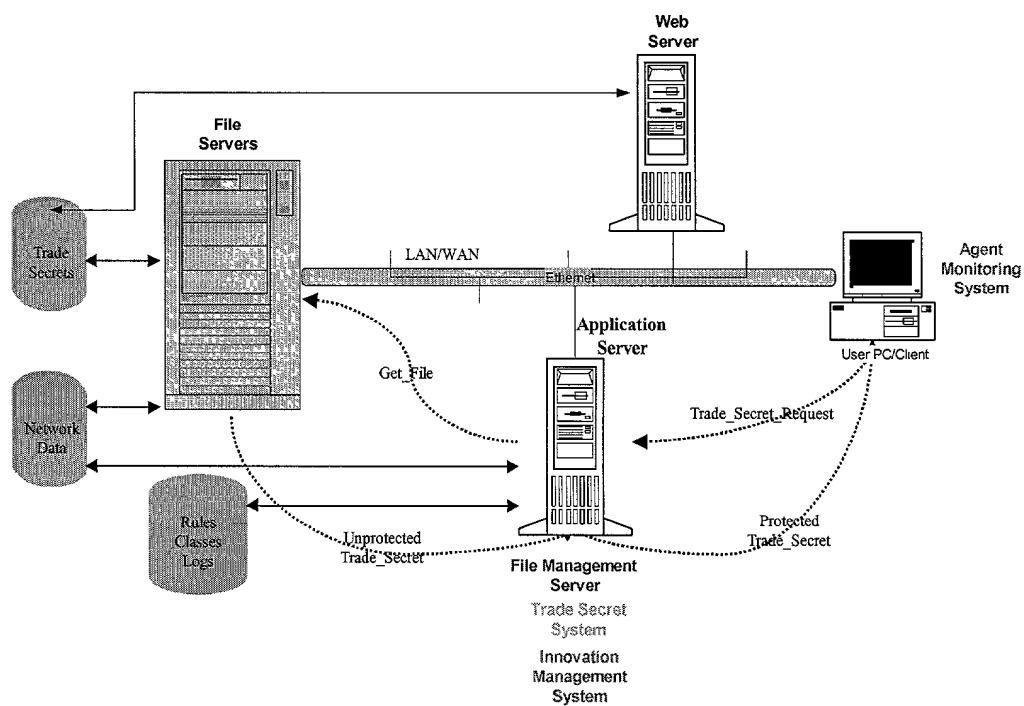 Web
Server
File
Servers
Trade
Secrets
LAN/WAN
Ethernet
Agent
Monitoring
System
Application
Server
User PC/Client
Get_File
Trade_Secret_Request
Network
Data
Rules
Classes
Logs
Unprotected
Trade_Secret
Protected
Trade_Secret
File Management
Server
Trade Secret
System
Innovation
Management
System